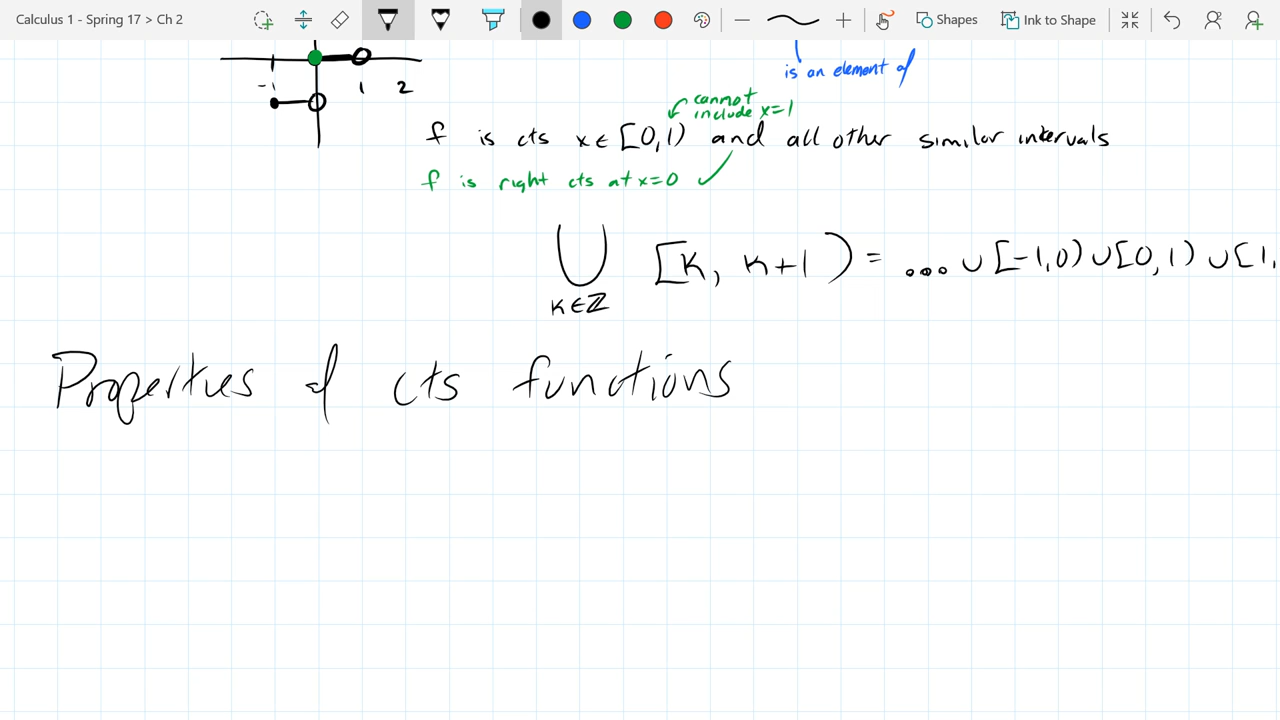 Calculus 1 - Spring 17 > Ch 2
Shapes
Ink to Shape
is an element of
-1
1
2
cannot
include x=1
f is cts x∈[0,1) and all other similar intervals
f is right cts at x=0 ✓
⋃ [k, k+1) = ... ∪ [-1,0) ∪ [0,1) ∪ [1,
k∈ℤ
Properties of cts functions